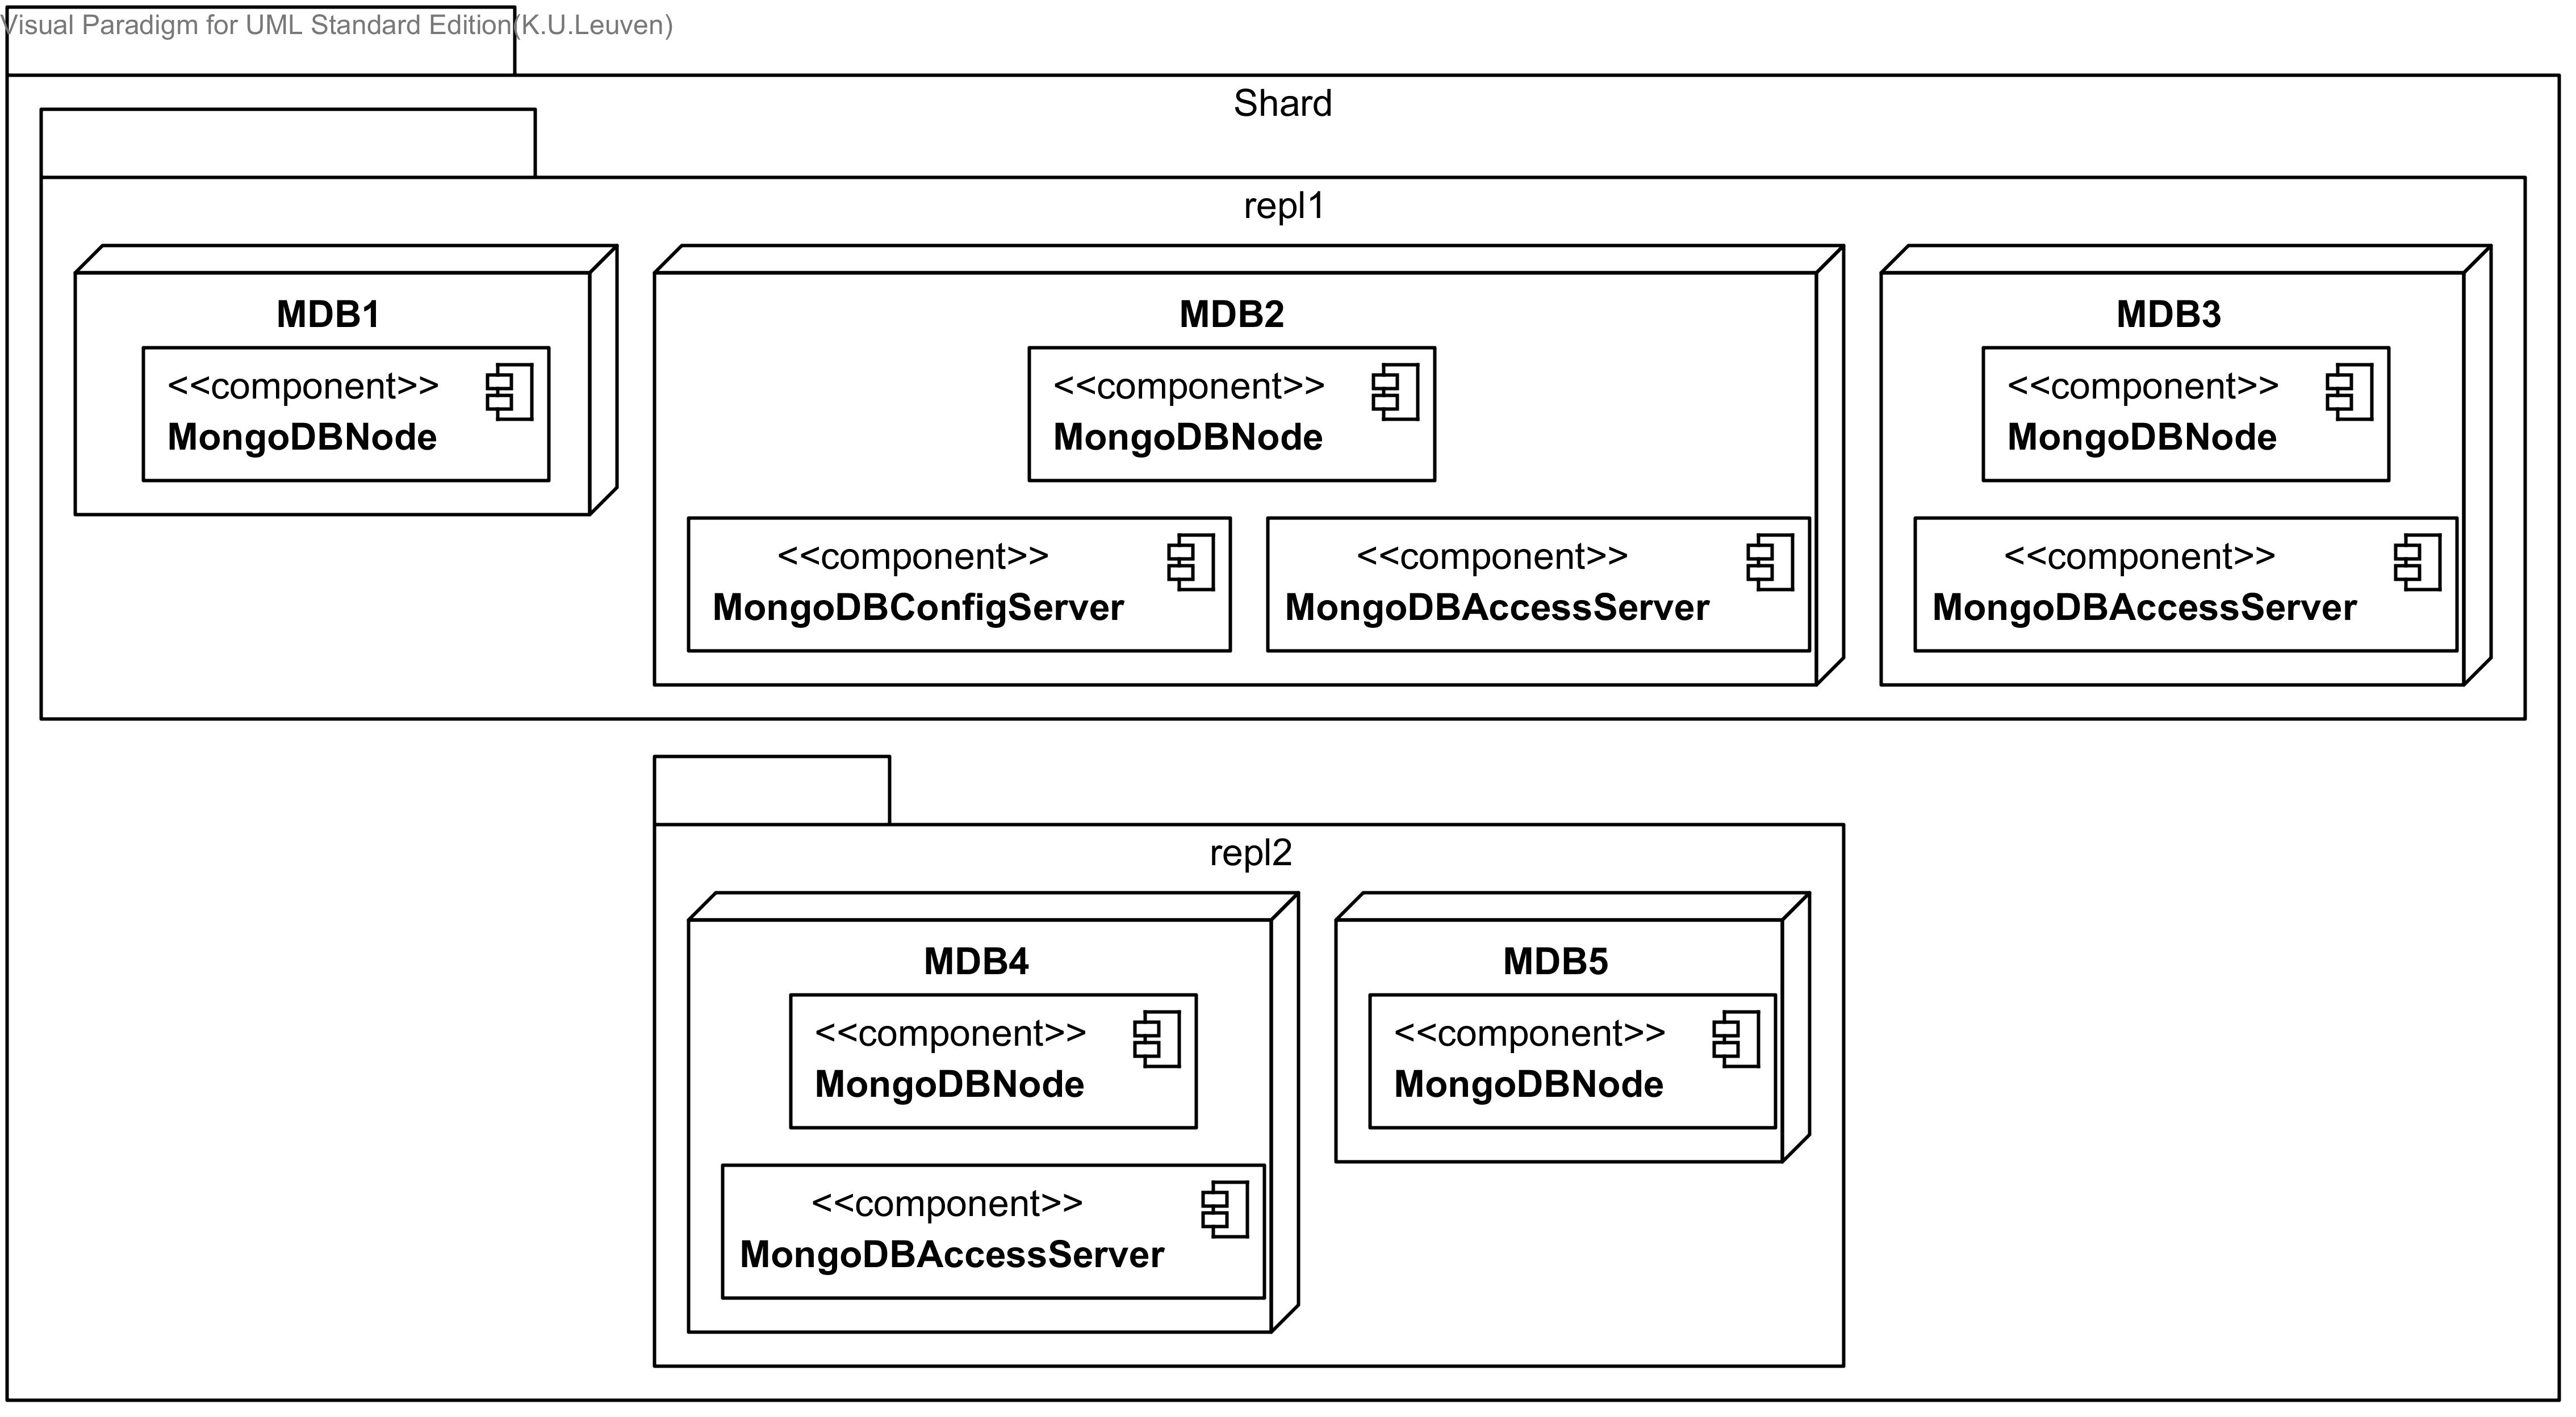 Visual Paradigm for UML Standard Edition(K.U.Leuven)
Shard
repl1
MDB1
<<component>>
MongoDBNode
MDB2
<<component>>
MongoDBNode
<<component>>
MongoDBConfigServer
<<component>>
MongoDBAccessServer
MDB3
<<component>>
MongoDBNode
<<component>>
MongoDBAccessServer
repl2
MDB4
<<component>>
MongoDBNode
<<component>>
MongoDBAccessServer
MDB5
<<component>>
MongoDBNode